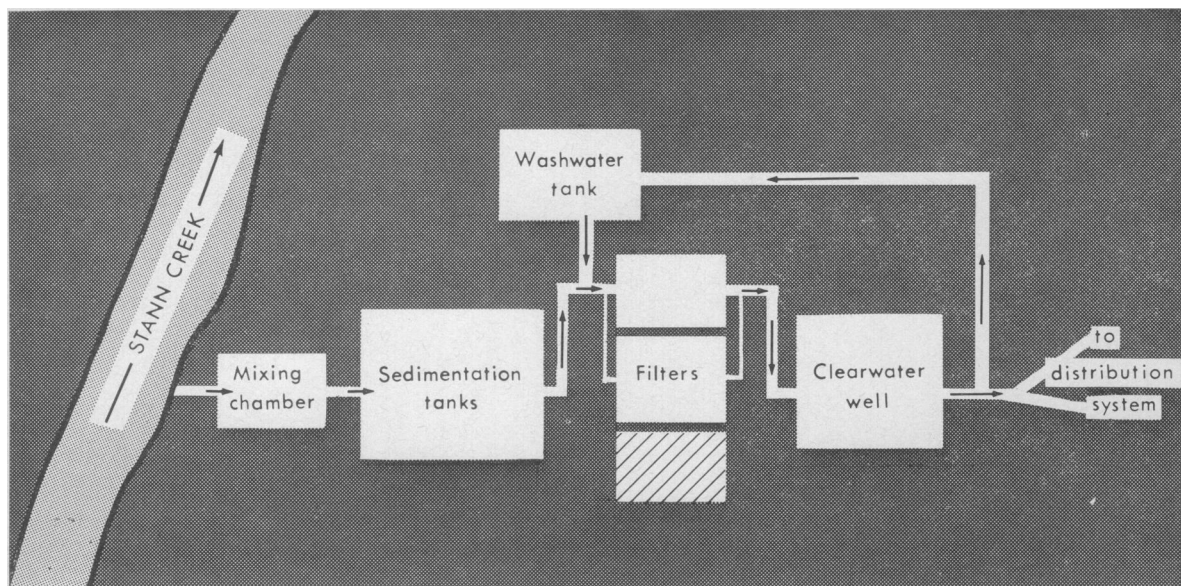 STANN CREEK
Mixing
chamber
Sedimentation
tanks
Washwater
tank
Filters
Clearwater
well
to
distribution
system